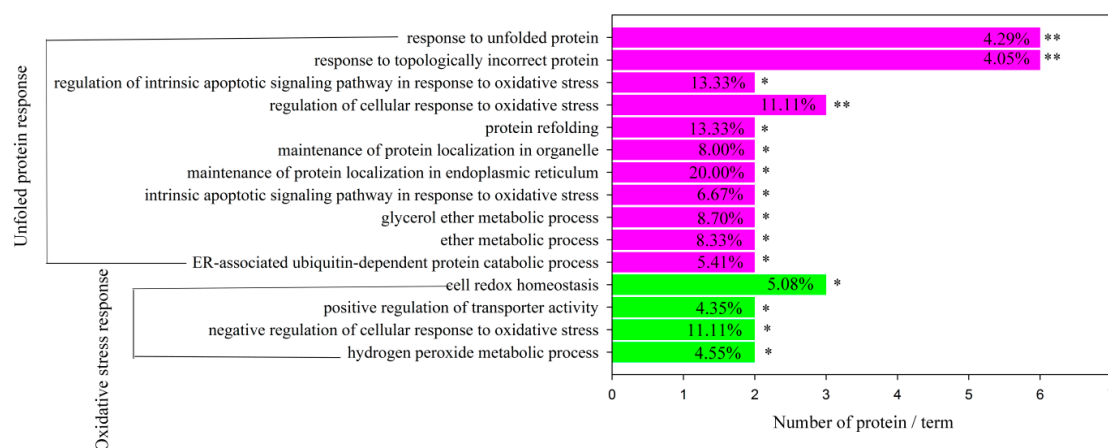 response to unfolded protein 4.29% **
response to topologically incorrect protein 4.05% **
regulation of intrinsic apoptotic signaling pathway in response to oxidative stress 13.33% *
regulation of cellular response to oxidative stress 11.11% **
protein refolding 13.33% *
maintenance of protein localization in organelle 8.00% *
maintenance of protein localization in endoplasmic reticulum 20.00% *
intrinsic apoptotic signaling pathway in response to oxidative stress 6.67% *
glycerol ether metabolic process 8.70% *
ether metabolic process 8.33% *
ER-associated ubiquitin-dependent protein catabolic process 5.41% *
cell redox homeostasis 5.08% *
positive regulation of transporter activity 4.35% *
negative regulation of cellular response to oxidative stress 11.11% *
hydrogen peroxide metabolic process 4.55% *
Unfoled protein response
Oxidative stress response
0 1 2 3 4 5 6
Number of protein / term